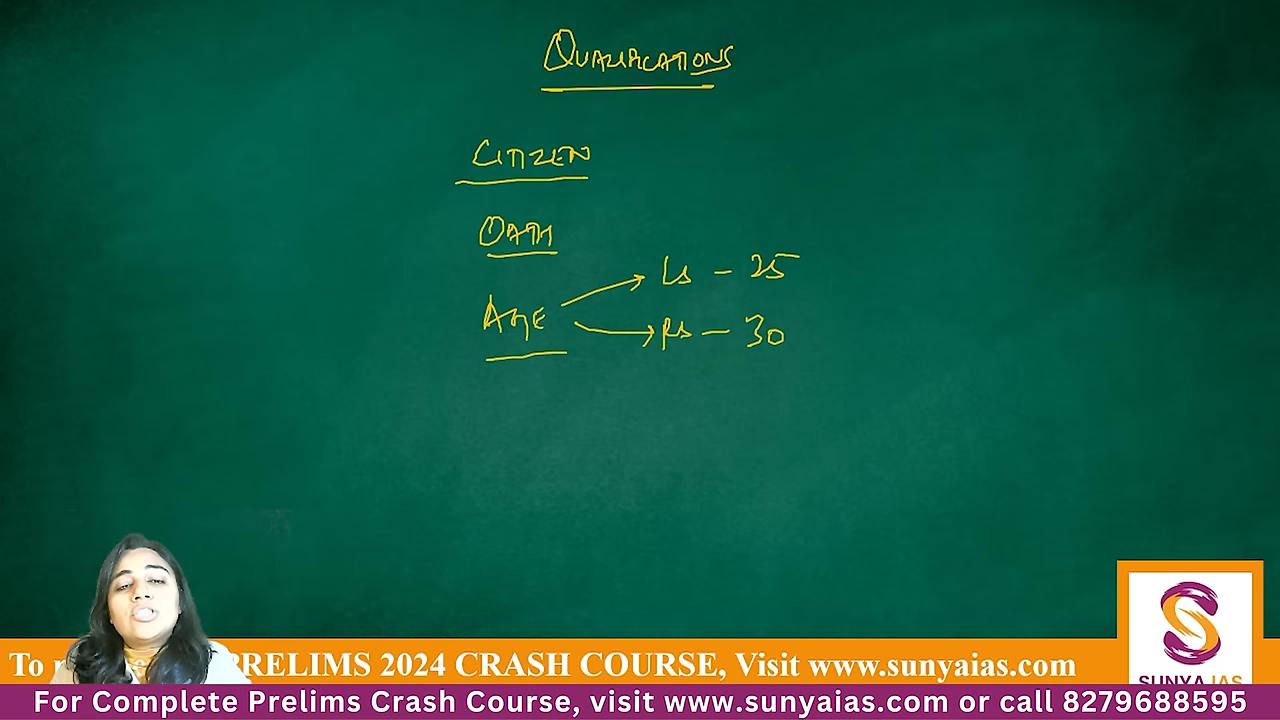 QUALIFICATIONS
CITIZEN
OATH
LS - 25
AGE
RS - 30
To PRELIMS 2024 CRASH COURSE, Visit www.sunyaias.com
SUNYA IAS
For Complete Prelims Crash Course, visit www.sunyaias.com or call 8279688595